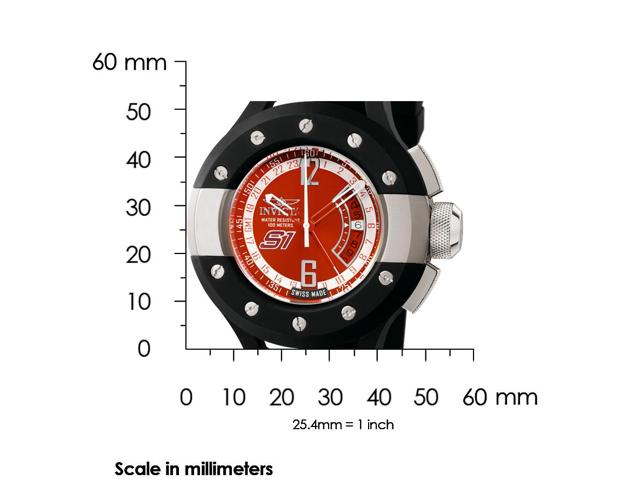 60 mm
50
40
30
20
10
0
0 10 20 30 40 50 60 mm
25.4mm = 1 inch
Scale in millimeters
12
INVICTA
WATER RESISTANT
100 METERS
S1
6
6
SWISS MADE